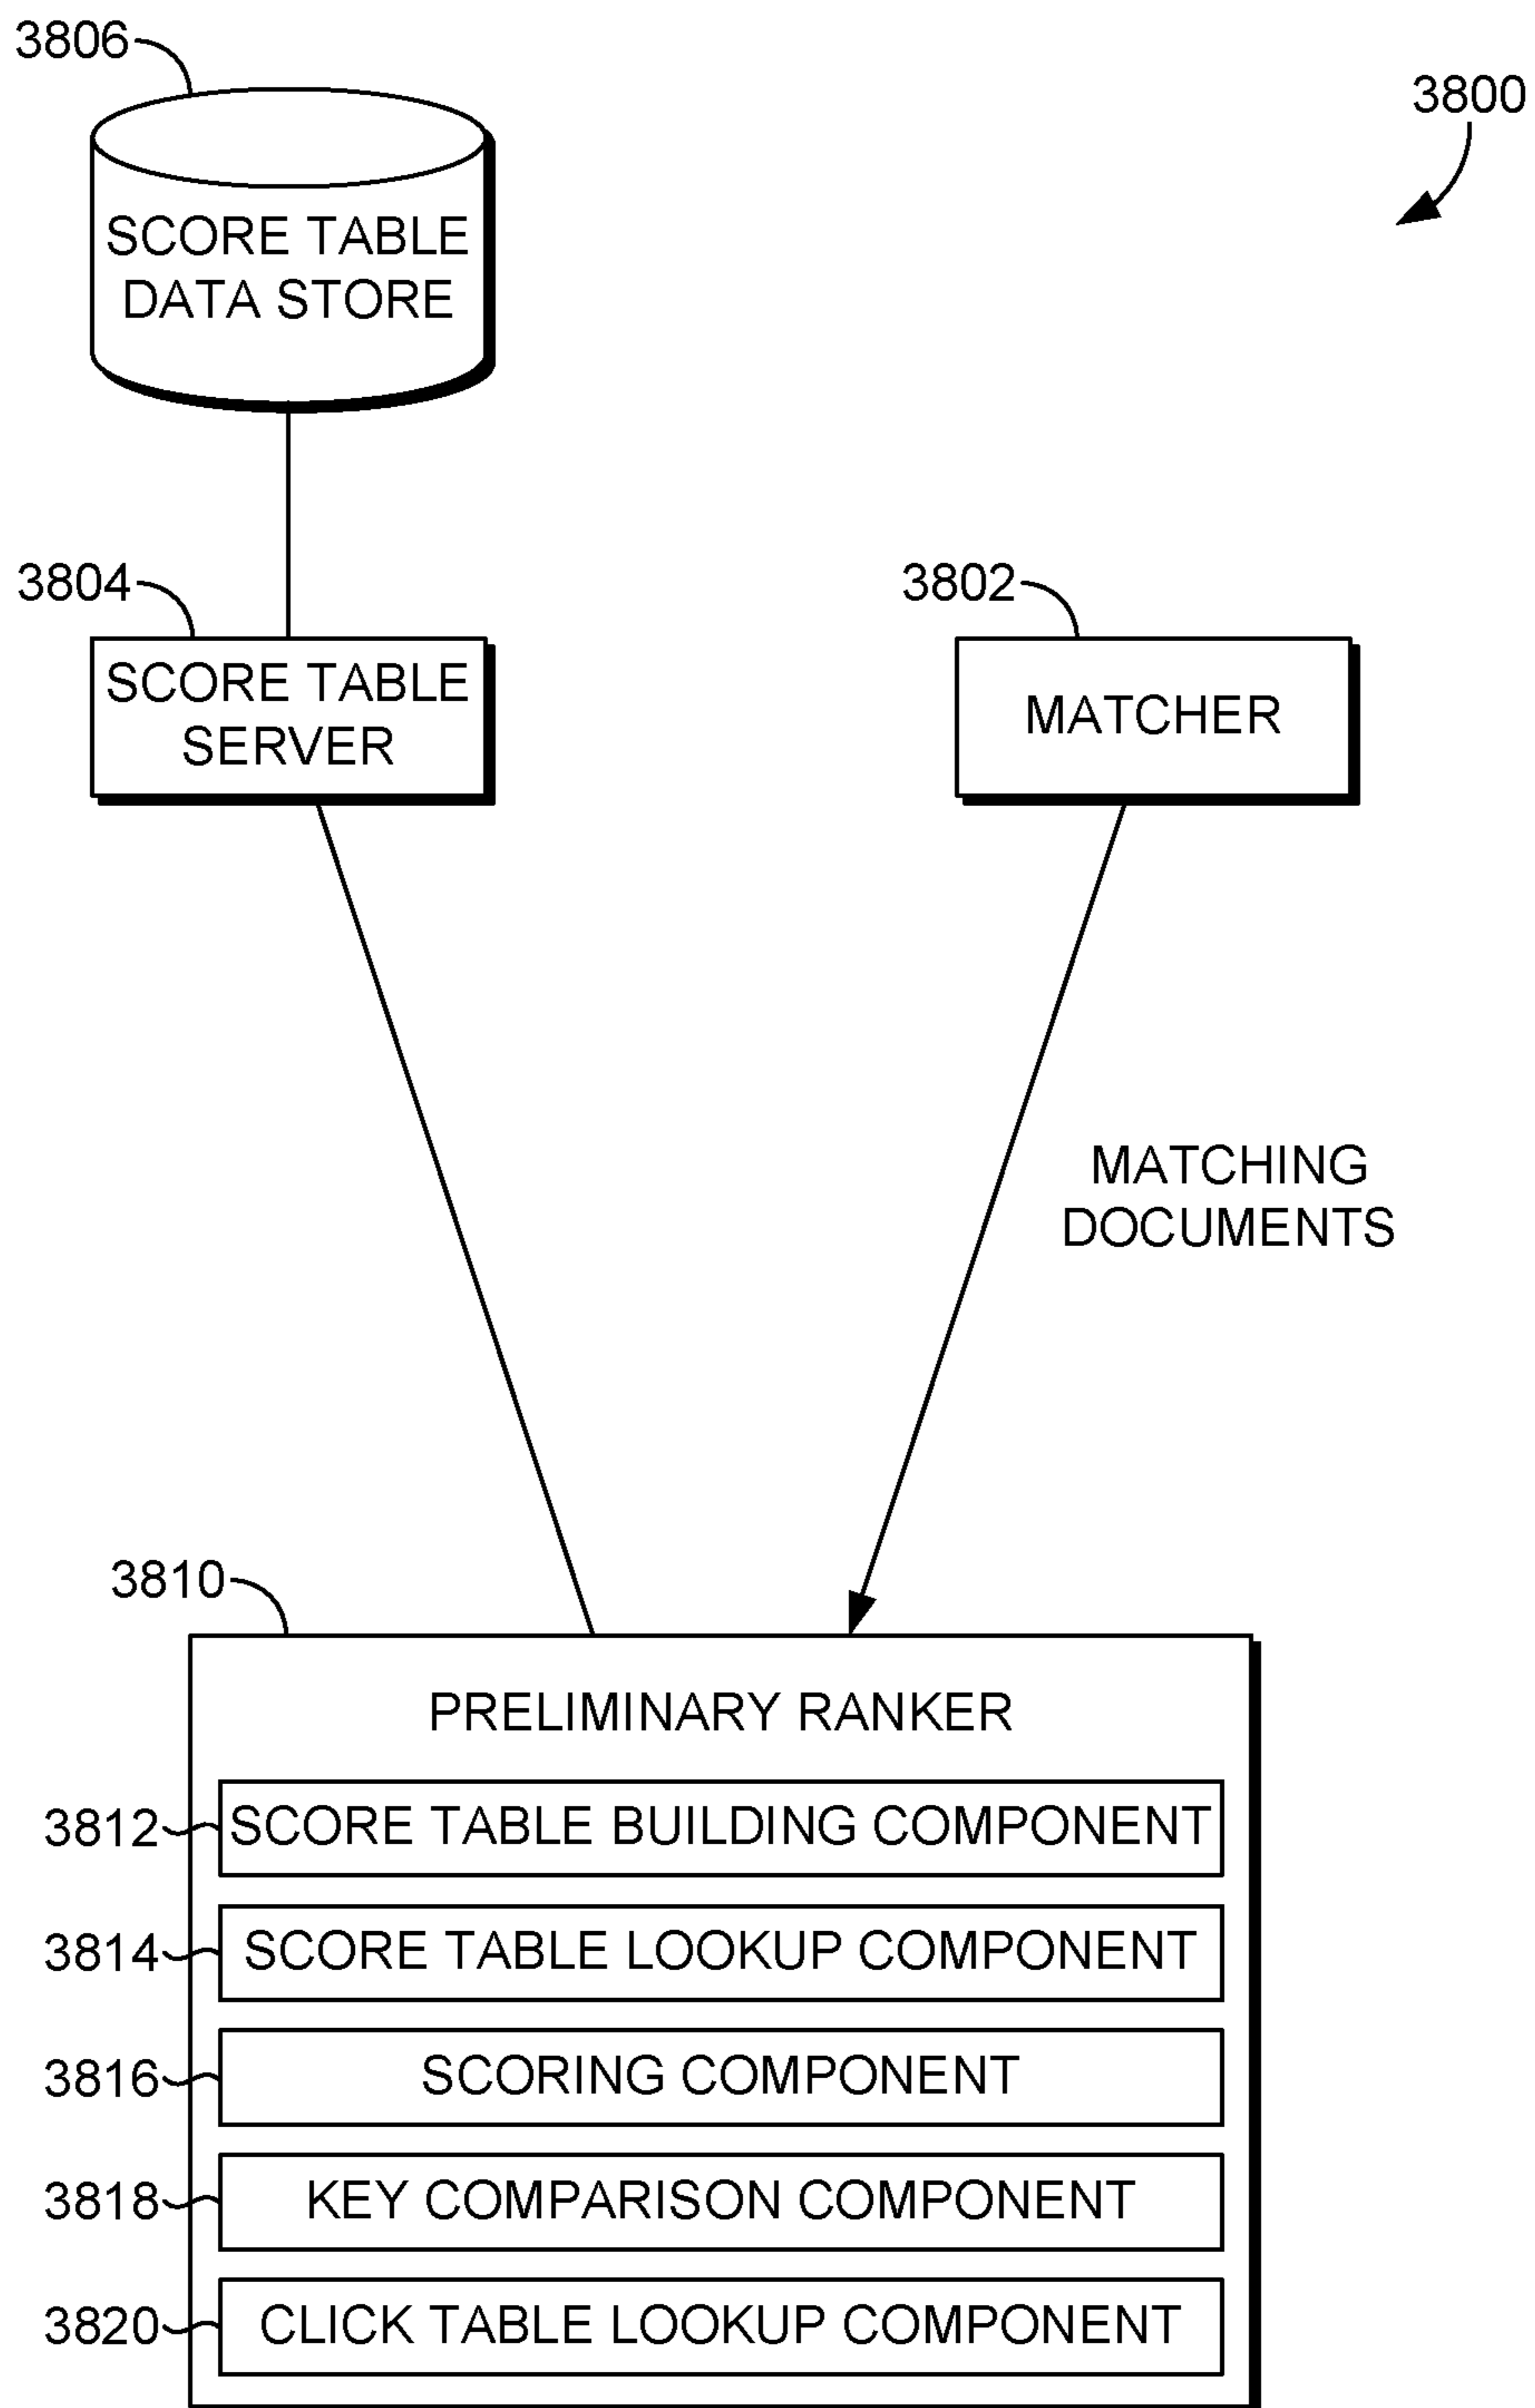 3806
3800
SCORE TABLE
DATA STORE
3804
3802
SCORE TABLE
SERVER
MATCHER
MATCHING
DOCUMENTS
3810
PRELIMINARY RANKER
3812 SCORE TABLE BUILDING COMPONENT
3814 SCORE TABLE LOOKUP COMPONENT
3816 SCORING COMPONENT
3818 KEY COMPARISON COMPONENT
3820 CLICK TABLE LOOKUP COMPONENT